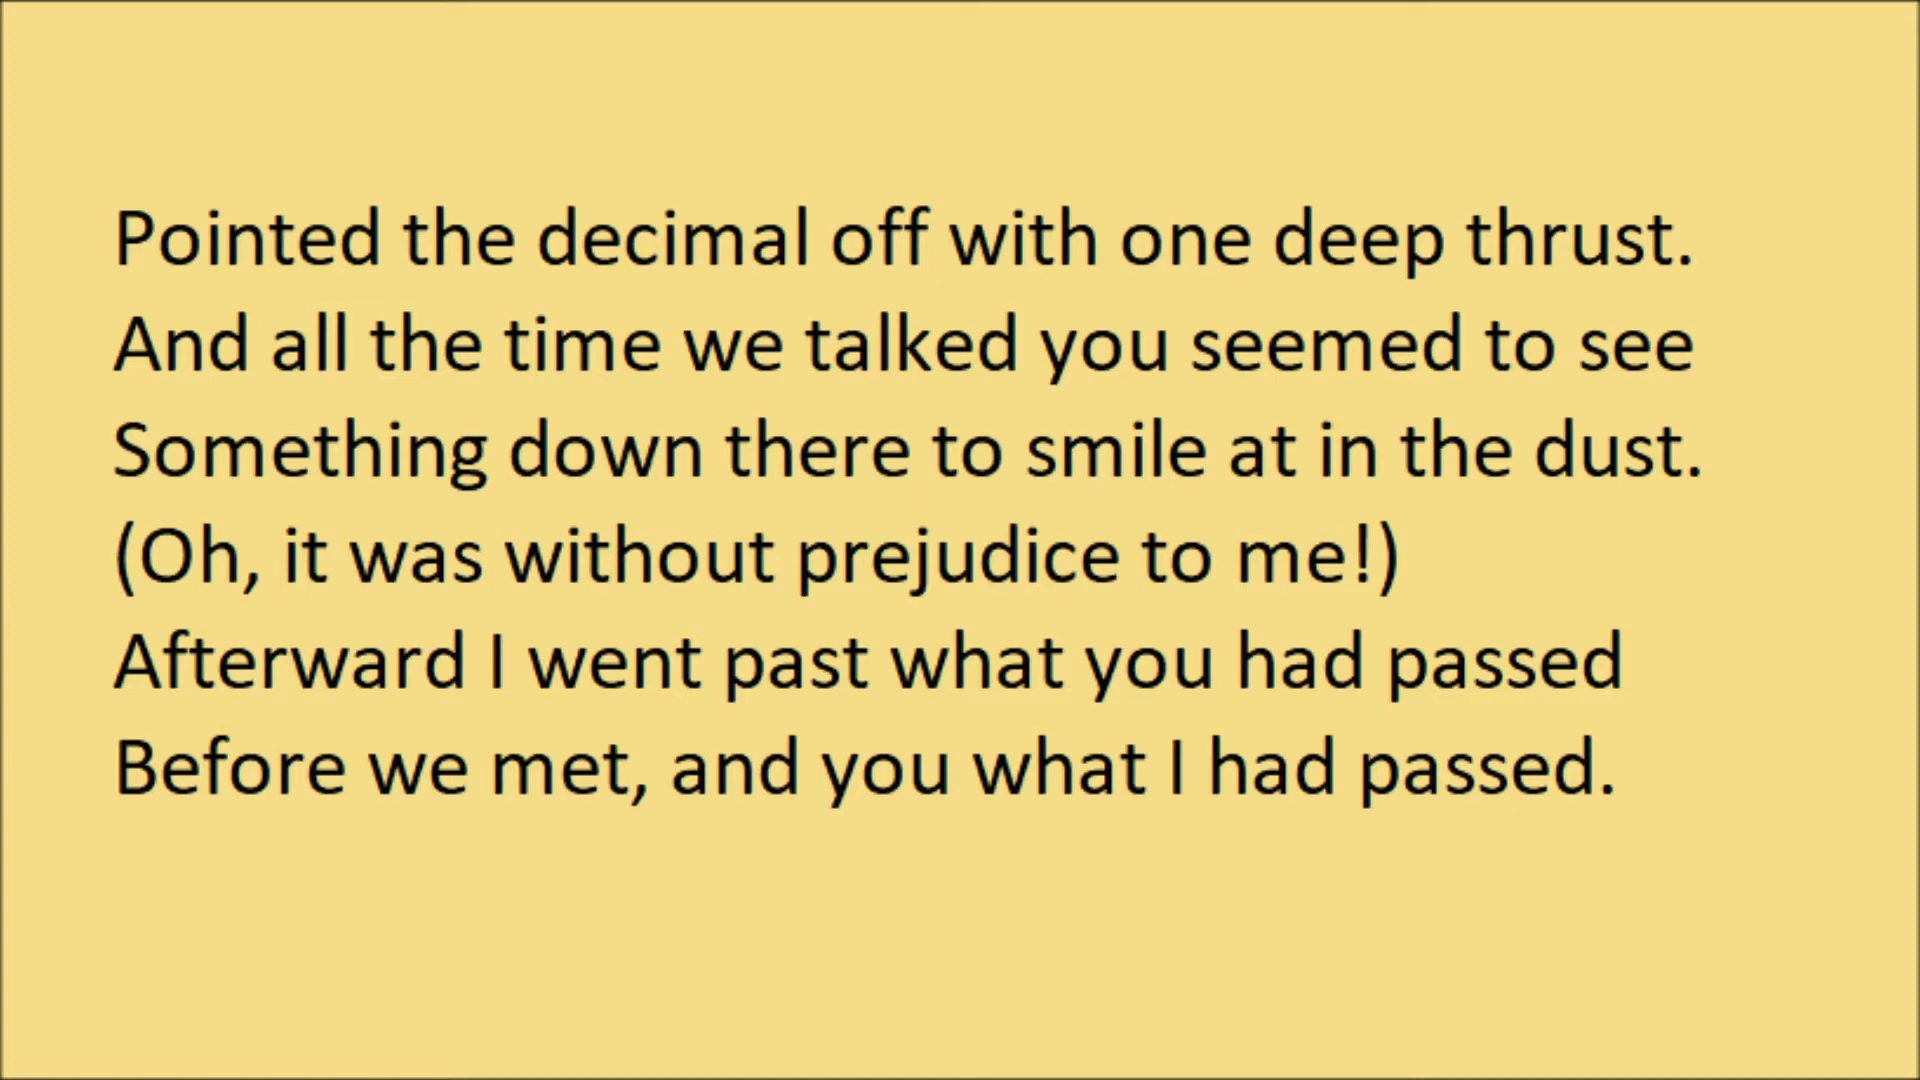 Pointed the decimal off with one deep thrust.
And all the time we talked you seemed to see
Something down there to smile at in the dust.
(Oh, it was without prejudice to me!)
Afterward I went past what you had passed
Before we met, and you what I had passed.